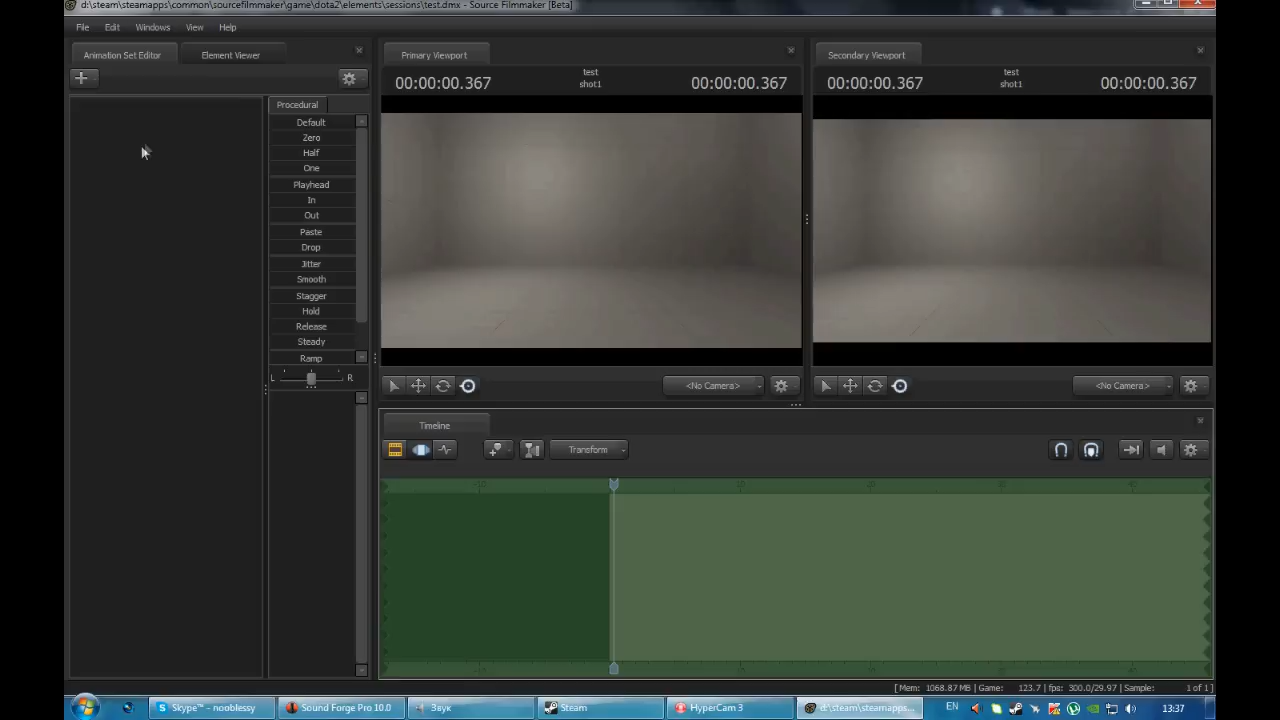 d:\steam\steamapps\common\sourcefilmmaker\game\dota2\elements\sessions\test.dmx - Source Filmmaker [Beta]
File Edit Windows View Help
Animation Set Editor Element Viewer
Primary Viewport
Secondary Viewport
00:00:00.367 test 00:00:00.367
shot1
00:00:00.367 test 00:00:00.367
shot1
Procedural
Default
Zero
Half
One
Playhead
In
Out
Paste
Drop
Jitter
Smooth
Stagger
Hold
Release
Steady
Ramp
L R
<No Camera>
<No Camera>
Timeline
Transform
[ Mem: 1068.87 MB | Game: 123.7 | fps: 300.0/29.97 | Sample: 1 of 1 ]
Skype™ - nooblessy
Sound Forge Pro 10.0
Звук
Steam
HyperCam 3
d:\steam\steamapps...
EN
13:37